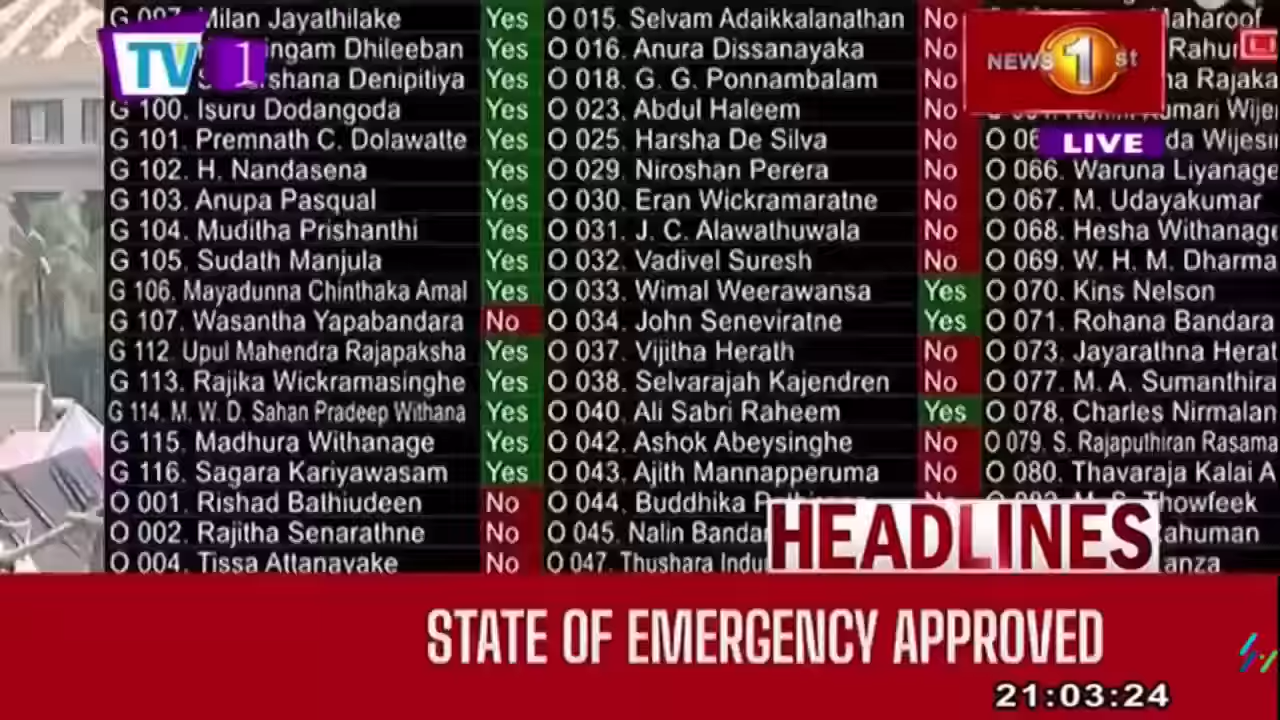 Milan Jayathilake Yes O 015. Selvam Adaikkalanathan No Maharoof
TV 1 ingam Dhileeban Yes O 016. Anura Dissanayaka No NEWS 1st
rshana Denipitiya Yes O 018. G. G. Ponnambalam No
G 100. Isuru Dodangoda Yes O 023. Abdul Haleem No
G 101. Premnath C. Dolawatte Yes O 025. Harsha De Silva No LIVE
G 102. H. Nandasena Yes O 029. Niroshan Perera No O 066. Waruna Liyanage
G 103. Anupa Pasqual Yes O 030. Eran Wickramaratne No O 067. M. Udayakumar
G 104. Muditha Prishanthi Yes O 031. J. C. Alawathuwala No O 068. Hesha Withanage
G 105. Sudath Manjula Yes O 032. Vadivel Suresh No O 069. W. H. M. Dharma
G 106. Mayadunna Chinthaka Amal Yes O 033. Wimal Weerawansa Yes O 070. Kins Nelson
G 107. Wasantha Yapabandara No O 034. John Seneviratne Yes O 071. Rohana Bandara
G 112. Upul Mahendra Rajapaksha Yes O 037. Vijitha Herath No O 073. Jayarathna Herat
G 113. Rajika Wickramasinghe Yes O 038. Selvarajah Kajendren No O 077. M. A. Sumanthira
G 114. M. W. D. Sahan Pradeep Withana Yes O 040. Ali Sabri Raheem Yes O 078. Charles Nirmalan
G 115. Madhura Withanage Yes O 042. Ashok Abeysinghe No O 079. S. Rajaputhiran Rasama
G 116. Sagara Kariyawasam Yes O 043. Ajith Mannapperuma No O 080. Thavaraja Kalai A
O 001. Rishad Bathiudeen No O 044. Buddhika Thowfeek
O 002. Rajitha Senarathne No O 045. Nalin Bandar ahuman
O 004. Tissa Attanayake No O 047. Thushara Indu anza
HEADLINES
STATE OF EMERGENCY APPROVED
21:03:24